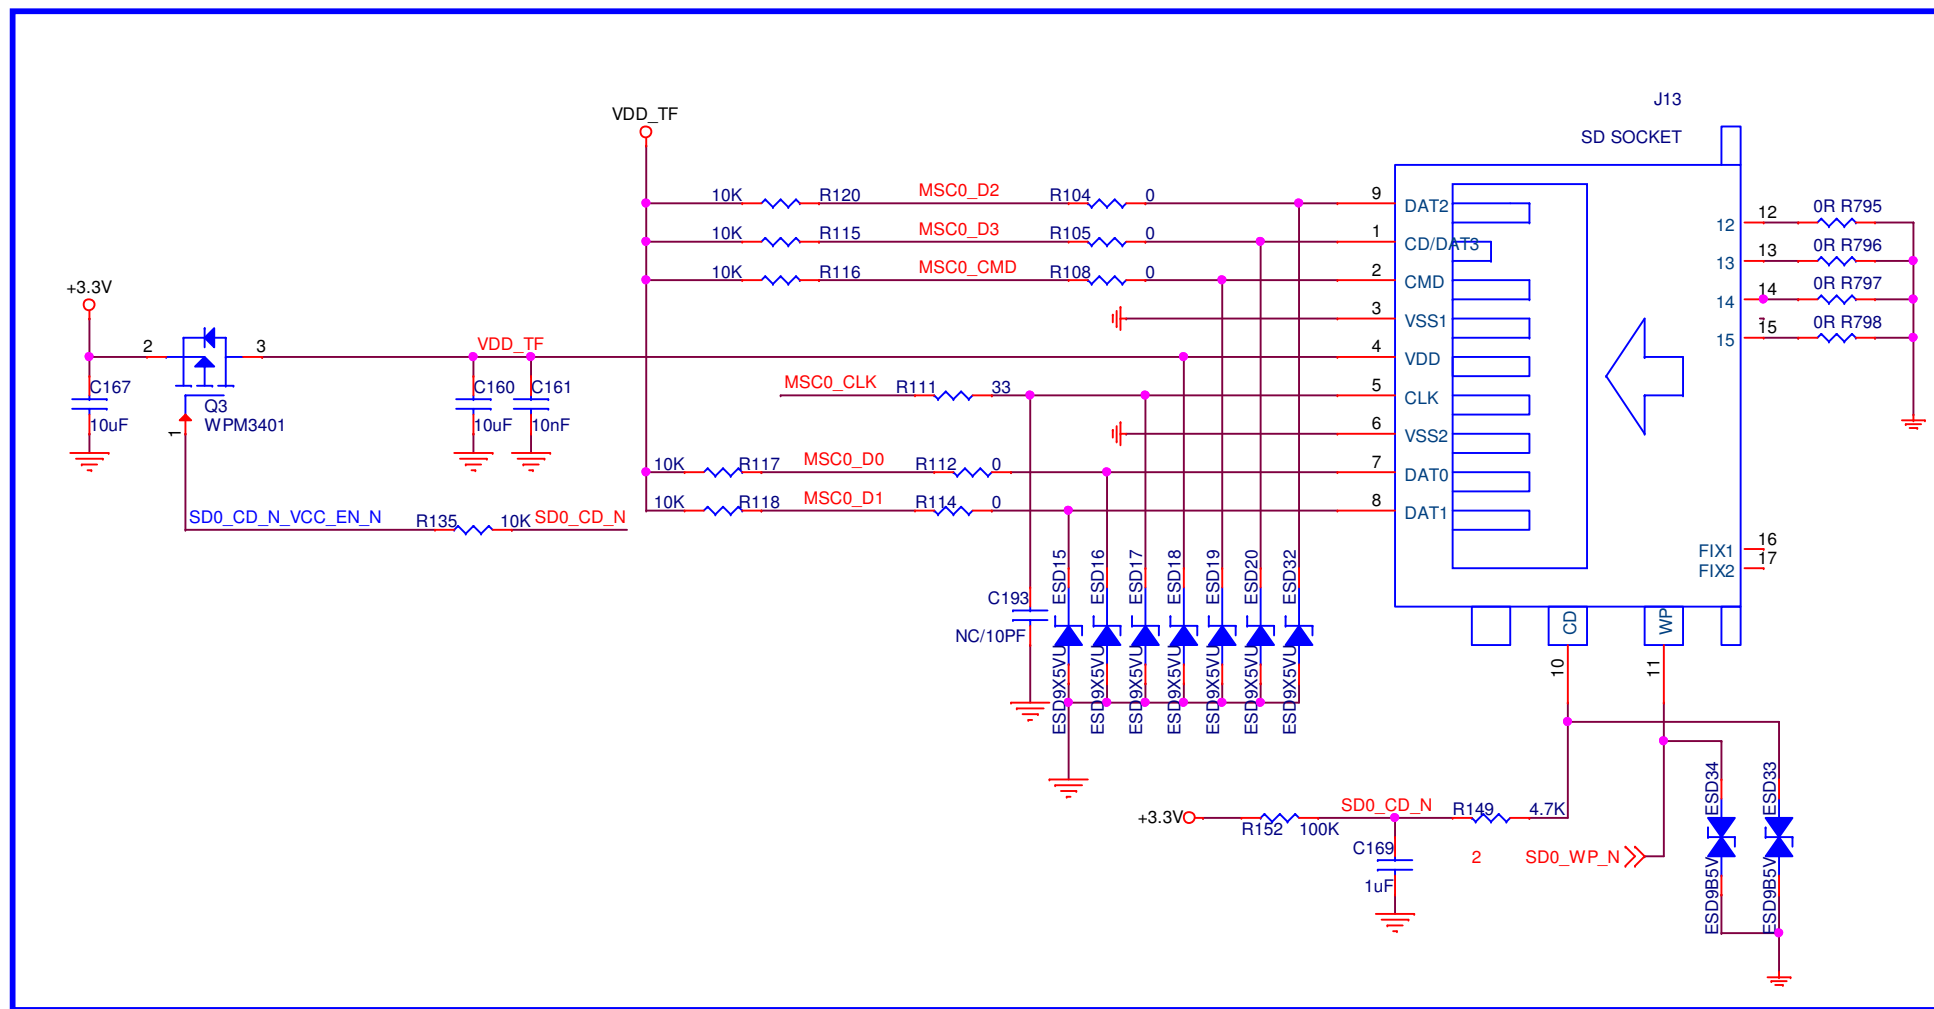 J13
SD SOCKET
VDD_TF
10K R120 MSC0_D2 R104 0 9 DAT2
10K R115 MSC0_D3 R105 0 1 CD/DAT3
10K R116 MSC0_CMD R108 0 2 CMD
3 VSS1
VDD_TF 4 VDD
MSC0_CLK R111 33 5 CLK
6 VSS2
10K R117 MSC0_D0 R112 0 7 DAT0
10K R118 MSC0_D1 R114 0 8 DAT1
12 12 0R R795
13 13 0R R796
14 14 0R R797
15 15 0R R798
FIX1 16
FIX2 17
+3.3V
2 3
C167
10uF
Q3
WPM3401
1
C160
10uF
C161
10nF
SD0_CD_N_VCC_EN_N R135 10K SD0_CD_N
C193
NC/10PF
ESD15
ESD9X5VU
ESD16
ESD9X5VU
ESD17
ESD9X5VU
ESD18
ESD9X5VU
ESD19
ESD9X5VU
ESD20
ESD9X5VU
ESD32
ESD9X5VU
CD
10
WP
11
+3.3V R152 100K SD0_CD_N R149 4.7K
C169
1uF
2 SD0_WP_N
ESD34
ESD9B5V
ESD33
ESD9B5V